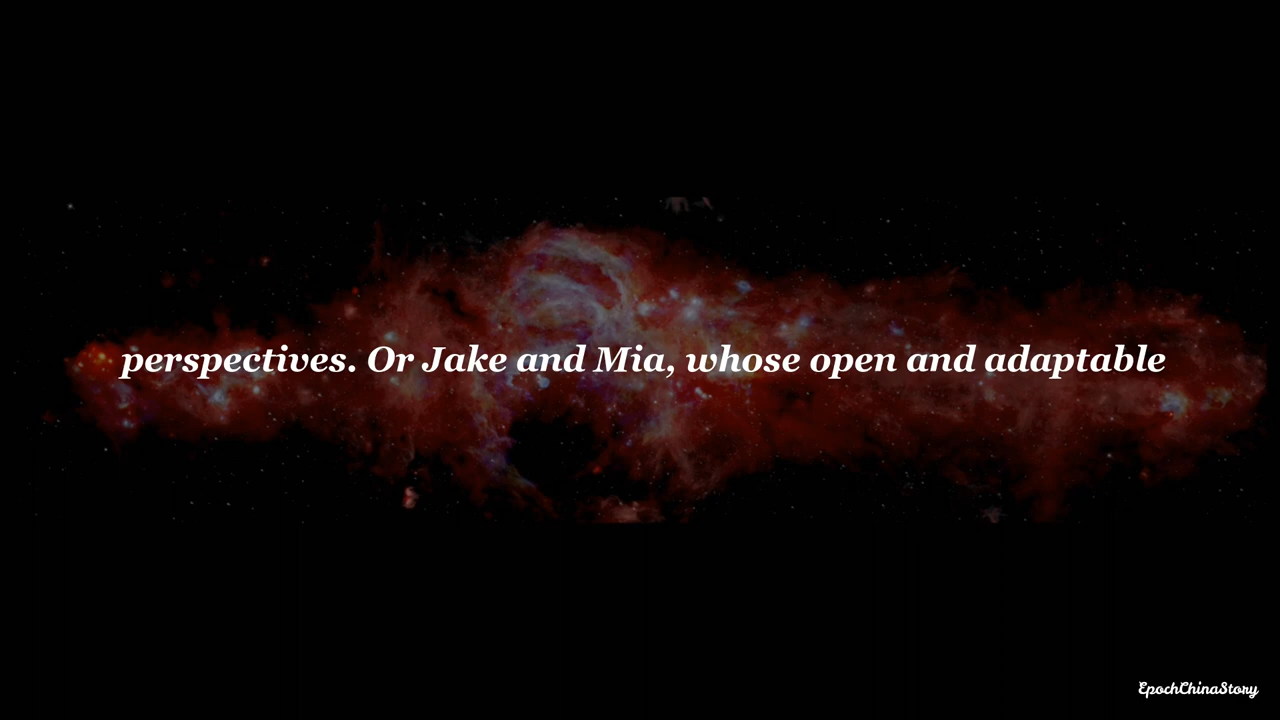 perspectives. Or Jake and Mia, whose open and adaptable
EpochChinaStory